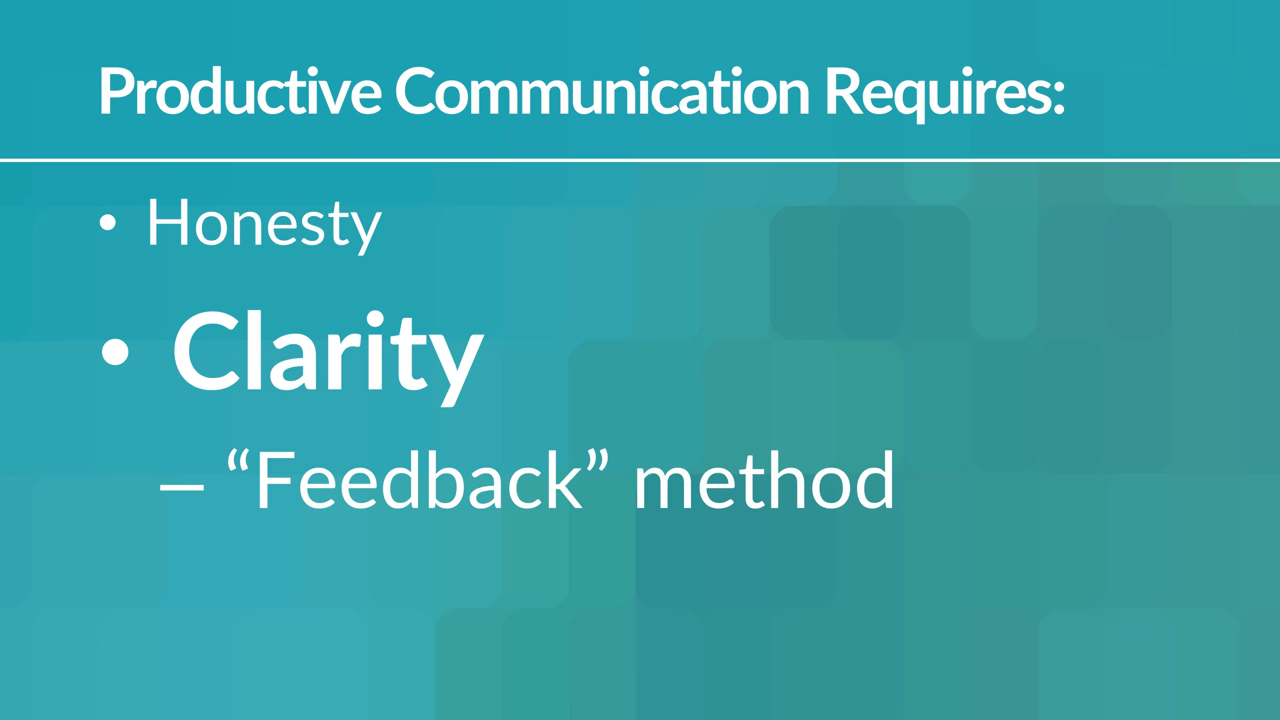 Productive Communication Requires:
• Honesty
• Clarity
– “Feedback” method